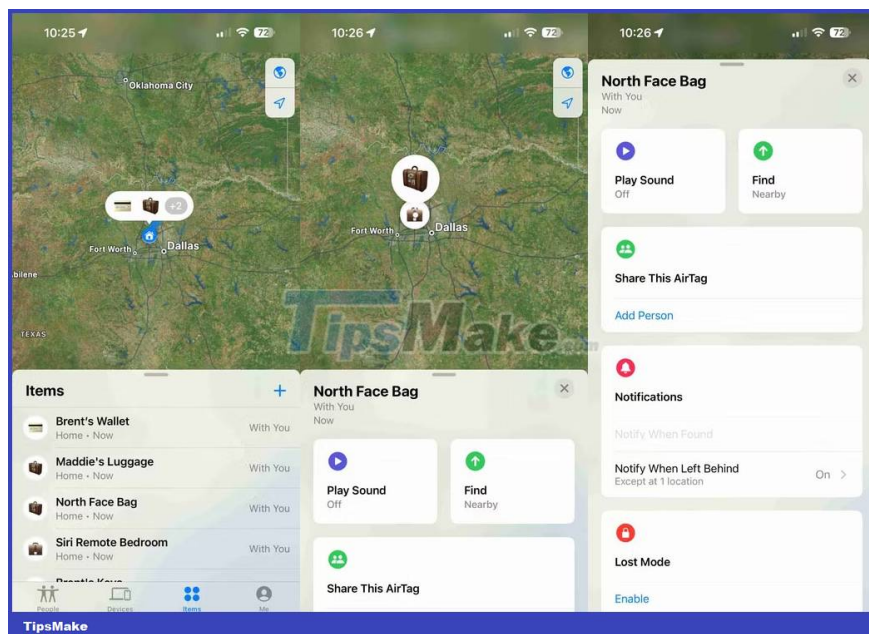 10:25
72
Oklahoma City
+2
Fort Worth
Dallas
bilene
TEXAS
Items
+
Brent's Wallet
Home • Now
With You
Maddie's Luggage
Home • Now
With You
North Face Bag
Home • Now
With You
Siri Remote Bedroom
Home • Now
With You
Brent's Keys
People
Devices
Items
Me
10:26
72
Fort Worth
Dallas
TipsMake.com
North Face Bag
With You
Now
Play Sound
Off
Find
Nearby
Share This AirTag
10:26
72
North Face Bag
With You
Now
Play Sound
Off
Find
Nearby
Share This AirTag
Add Person
Notifications
Notify When Found
Notify When Left Behind
Except at 1 location
On
Lost Mode
Enable
TipsMake